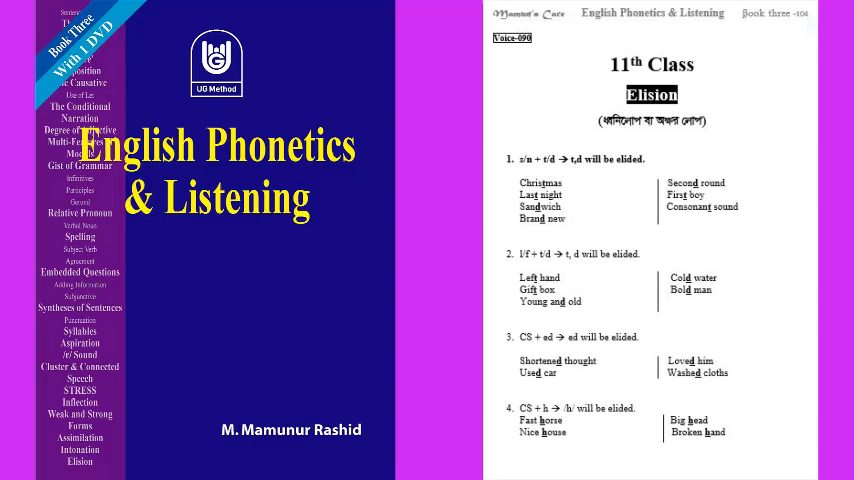 Book Three
With 1 DVD
The Causative
Use of Let
The Conditional
Narration
Degree of Adjective
Gist of Grammar
Infinitives
Participles
Gerund
Relative Pronoun
Verbal Noun
Spelling
Subject Verb
Agreement
Embedded Questions
Adding Information
Subjunctive
Syntheses of Sentences
Punctuation
Syllables
Aspiration
/r/ Sound
Cluster & Connected
Speech
STRESS
Inflection
Weak and Strong
Forms
Assimilation
Intonation
Elision
UG Method
English Phonetics
& Listening
M. Mamunur Rashid
Mamun's Care English Phonetics & Listening Book three -104
Voice-090
11th Class
Elision
(ধ্বনিলোপ বা অক্ষর লোপ)
1. s/n + t/d → t,d will be elided.
Christmas Second round
Last night First boy
Sandwich Consonant sound
Brand new
2. l/f + t/d → t, d will be elided.
Left hand Cold water
Gift box Bold man
Young and old
3. CS + ed → ed will be elided.
Shortened thought Loved him
Used car Washed cloths
4. CS + h → /h/ will be elided.
Fast horse Big head
Nice house Broken hand